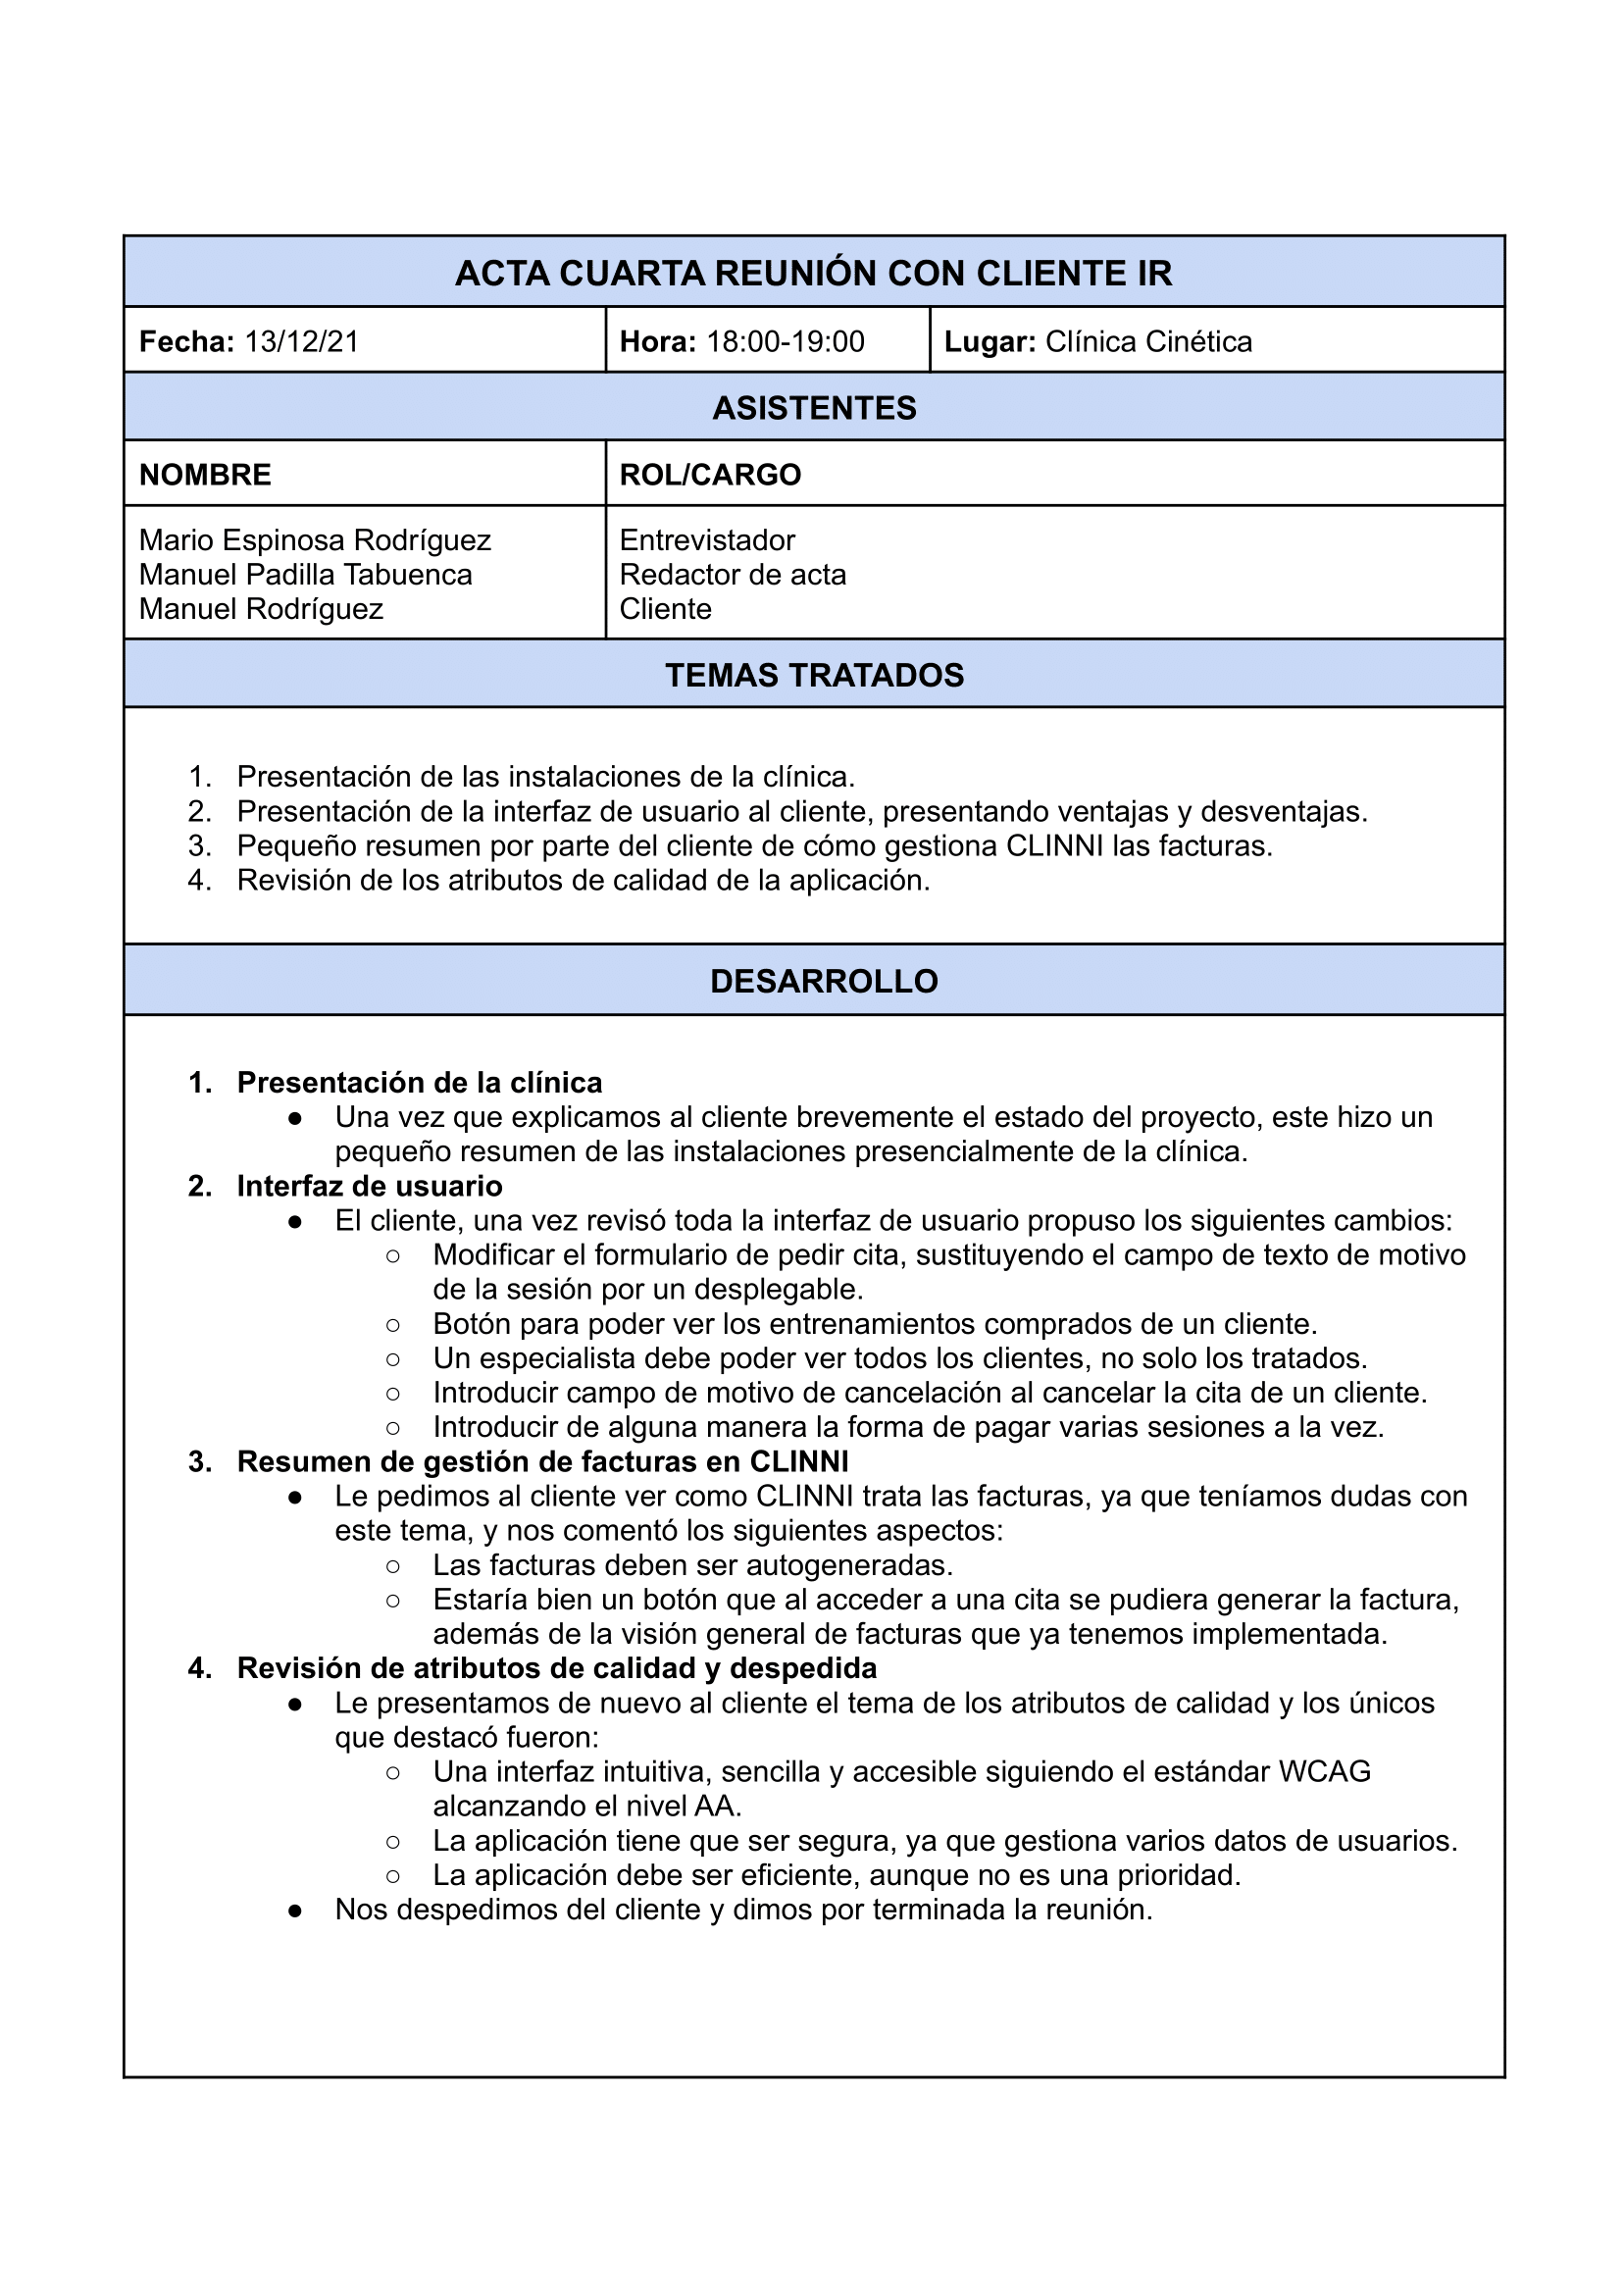 ACTA CUARTA REUNIÓN CON CLIENTE IR
Fecha: 13/12/21 Hora: 18:00-19:00 Lugar: Clínica Cinética
ASISTENTES
NOMBRE ROL/CARGO
Mario Espinosa Rodríguez Entrevistador
Manuel Padilla Tabuenca Redactor de acta
Manuel Rodríguez Cliente
TEMAS TRATADOS
1. Presentación de las instalaciones de la clínica.
2. Presentación de la interfaz de usuario al cliente, presentando ventajas y desventajas.
3. Pequeño resumen por parte del cliente de cómo gestiona CLINNI las facturas.
4. Revisión de los atributos de calidad de la aplicación.
DESARROLLO
1. Presentación de la clínica
● Una vez que explicamos al cliente brevemente el estado del proyecto, este hizo un
pequeño resumen de las instalaciones presencialmente de la clínica.
2. Interfaz de usuario
● El cliente, una vez revisó toda la interfaz de usuario propuso los siguientes cambios:
○ Modificar el formulario de pedir cita, sustituyendo el campo de texto de motivo
de la sesión por un desplegable.
○ Botón para poder ver los entrenamientos comprados de un cliente.
○ Un especialista debe poder ver todos los clientes, no solo los tratados.
○ Introducir campo de motivo de cancelación al cancelar la cita de un cliente.
○ Introducir de alguna manera la forma de pagar varias sesiones a la vez.
3. Resumen de gestión de facturas en CLINNI
● Le pedimos al cliente ver como CLINNI trata las facturas, ya que teníamos dudas con
este tema, y nos comentó los siguientes aspectos:
○ Las facturas deben ser autogeneradas.
○ Estaría bien un botón que al acceder a una cita se pudiera generar la factura,
además de la visión general de facturas que ya tenemos implementada.
4. Revisión de atributos de calidad y despedida
● Le presentamos de nuevo al cliente el tema de los atributos de calidad y los únicos
que destacó fueron:
○ Una interfaz intuitiva, sencilla y accesible siguiendo el estándar WCAG
alcanzando el nivel AA.
○ La aplicación tiene que ser segura, ya que gestiona varios datos de usuarios.
○ La aplicación debe ser eficiente, aunque no es una prioridad.
● Nos despedimos del cliente y dimos por terminada la reunión.